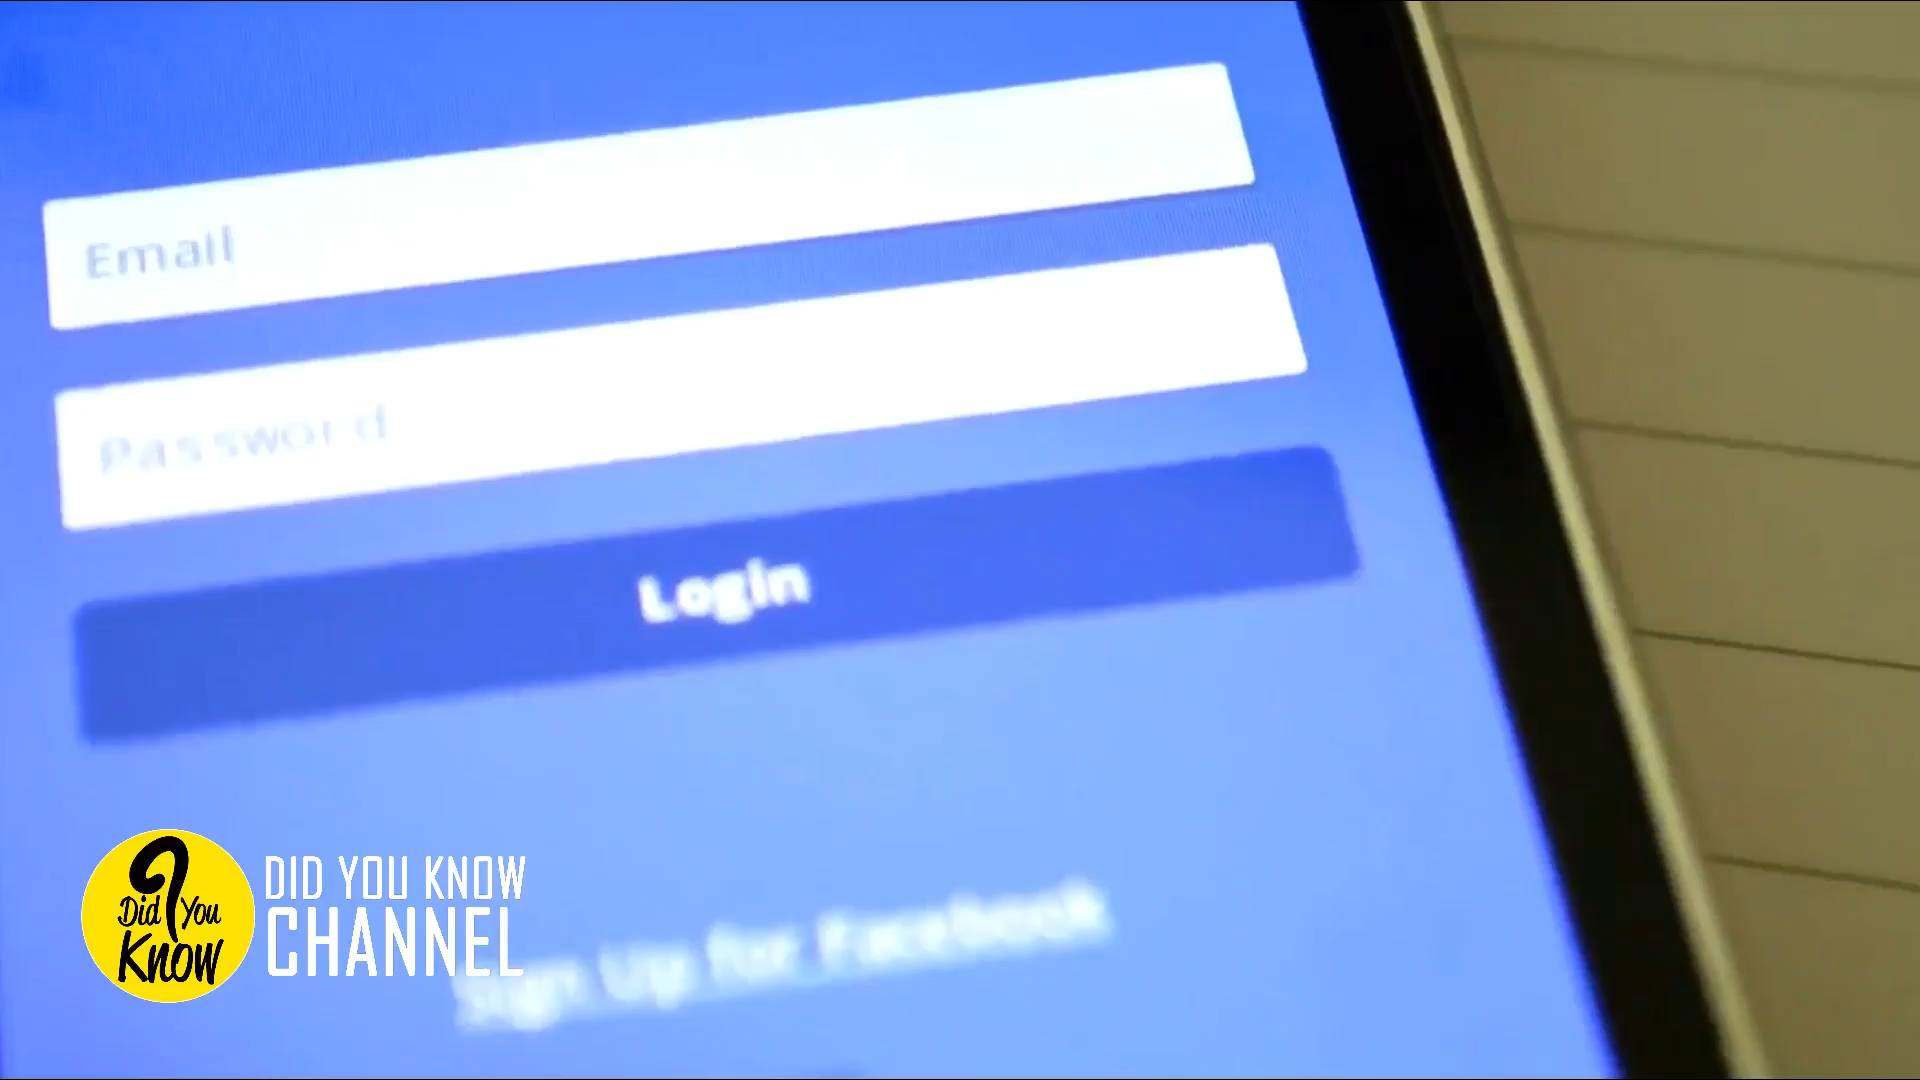 Email
Password
Login
Sign Up for Facebook
Did You
Know
DID YOU KNOW
CHANNEL